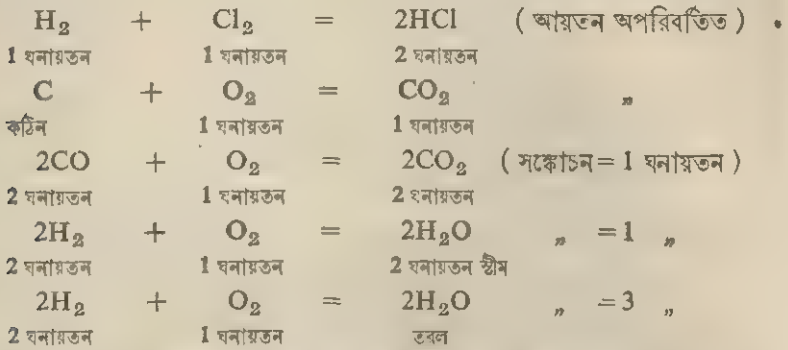 H₂ + Cl₂ = 2HCl ( আয়তন অপরিবর্তিত ) .
1 ঘনায়তন 1 ঘনায়তন 2 ঘনায়তন
C + O₂ = CO₂ „
কঠিন 1 ঘনায়তন 1 ঘনায়তন
2CO + O₂ = 2CO₂ ( সঙ্কোচন = 1 ঘনায়তন )
2 ঘনায়তন 1 ঘনায়তন 2 ঘনায়তন
2H₂ + O₂ = 2H₂O „ = 1 „
2 ঘনায়তন 1 ঘনায়তন 2 ঘনায়তন ষ্টীম
2H₂ + O₂ = 2H₂O „ = 3 „
2 ঘনায়তন 1 ঘনায়তন তরল